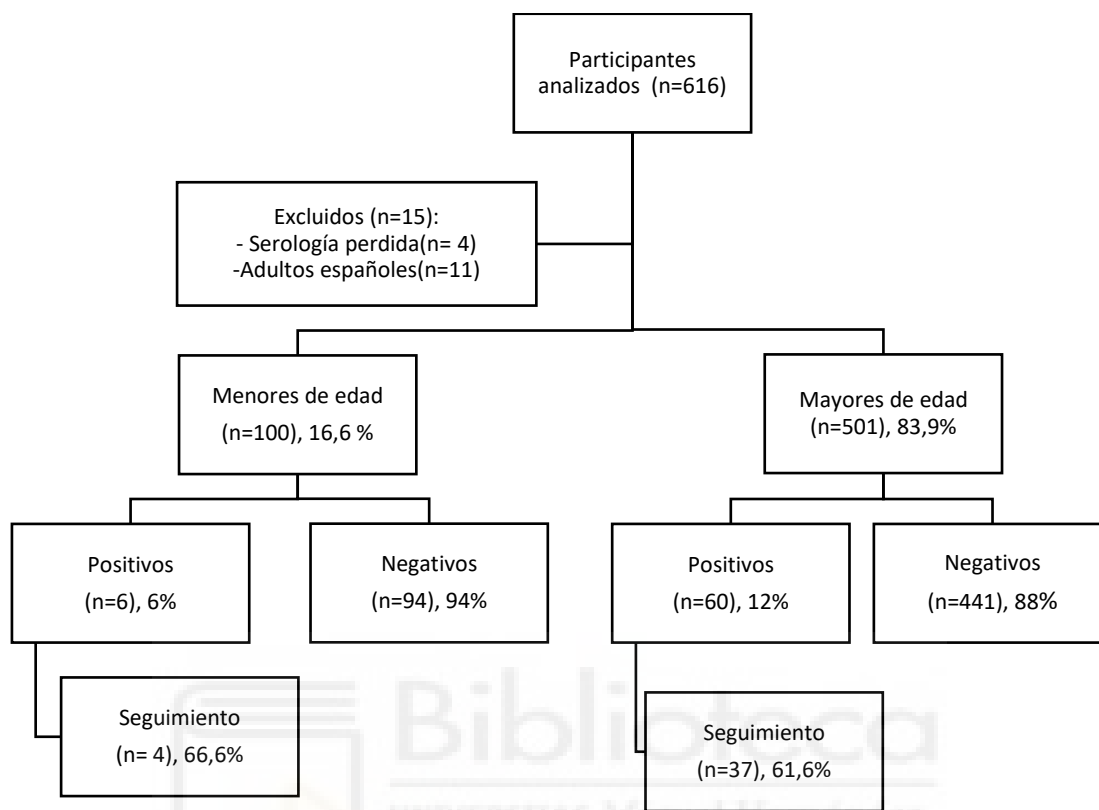 Participantes
analizados (n=616)
Excluidos (n=15):
- Serología perdida(n= 4)
-Adultos españoles(n=11)
Menores de edad
(n=100), 16,6 %
Mayores de edad
(n=501), 83,9%
Positivos
(n=6), 6%
Negativos
(n=94), 94%
Positivos
(n=60), 12%
Negativos
(n=441), 88%
Seguimiento
(n= 4), 66,6%
Seguimiento
(n=37), 61,6%
Biblioteca